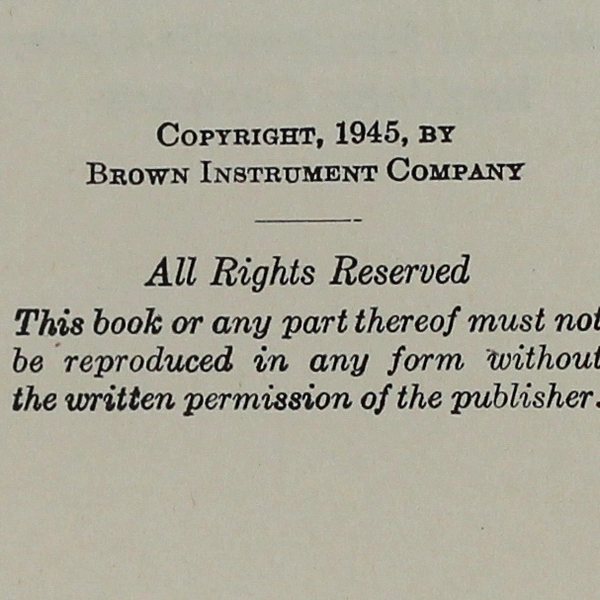 Copyright, 1945, by
Brown Instrument Company
All Rights Reserved
This book or any part thereof must not
be reproduced in any form without
the written permission of the publisher.